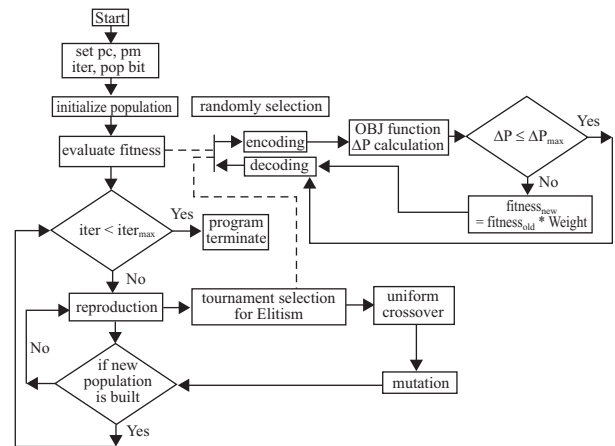 Start
set pc, pm
iter, pop bit
initialize population
randomly selection
evaluate fitness
encoding
decoding
OBJ function
ΔP calculation
ΔP ≤ ΔPmax
Yes
No
fitnessnew
= fitnessold * Weight
iter < itermax
Yes
program
terminate
No
reproduction
tournament selection
for Elitism
uniform
crossover
No
if new
population
is built
mutation
Yes